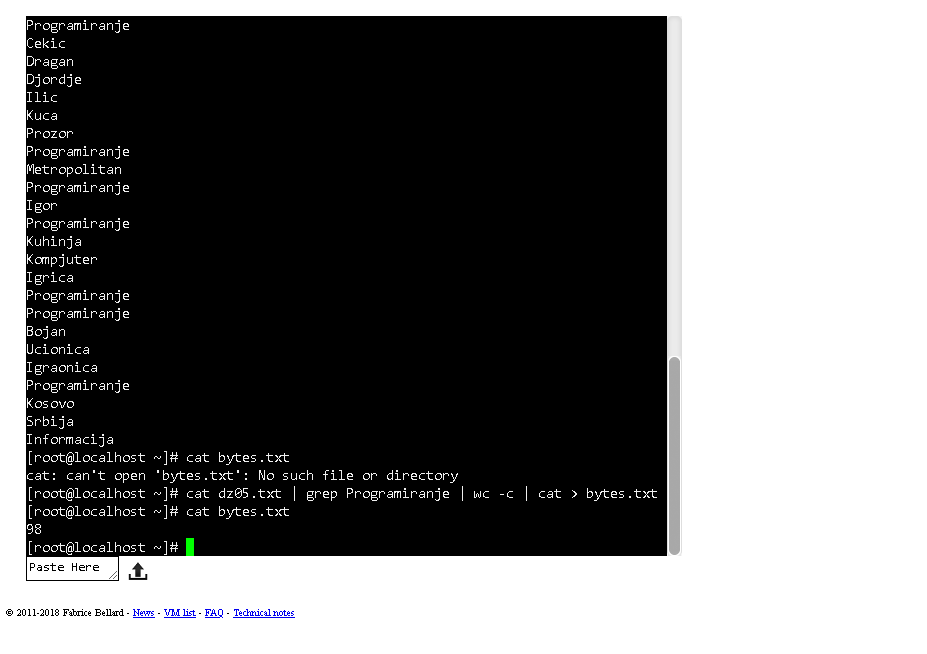 Programiranje
Cekic
Dragan
Djordje
Ilic
Kuca
Prozor
Programiranje
Metropolitan
Programiranje
Igor
Programiranje
Kuhinja
Kompjuter
Igrica
Programiranje
Programiranje
Bojan
Ucionica
Igraonica
Programiranje
Kosovo
Srbija
Informacija
[root@localhost ~]# cat bytes.txt
cat: can't open 'bytes.txt': No such file or directory
[root@localhost ~]# cat dz05.txt | grep Programiranje | wc -c | cat > bytes.txt
[root@localhost ~]# cat bytes.txt
98
[root@localhost ~]#
Paste Here
© 2011-2018 Fabrice Bellard - News - VM list - FAQ - Technical notes